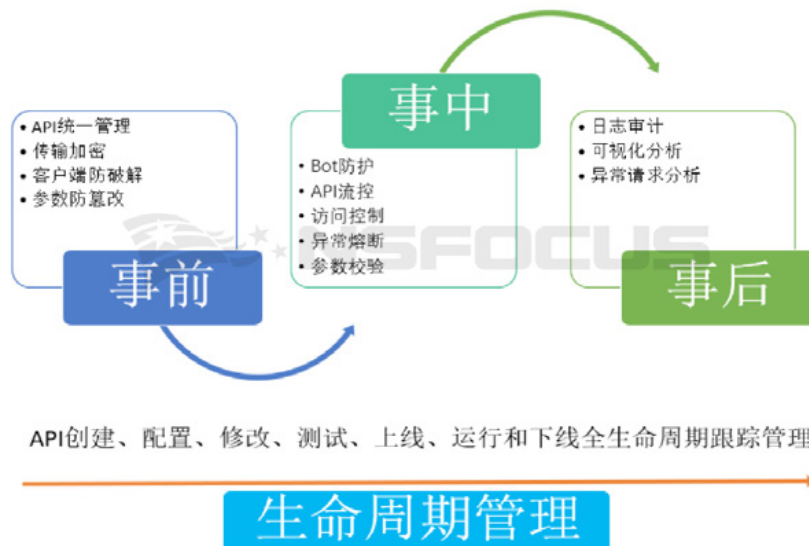 • API统一管理
• 传输加密
• 客户端防破解
• 参数防篡改
事前
事中
• Bot防护
• API流控
• 访问控制
• 异常熔断
• 参数校验
• 日志审计
• 可视化分析
• 异常请求分析
事后
NSFOCUS
API创建、配置、修改、测试、上线、运行和下线全生命周期跟踪管理
生命周期管理